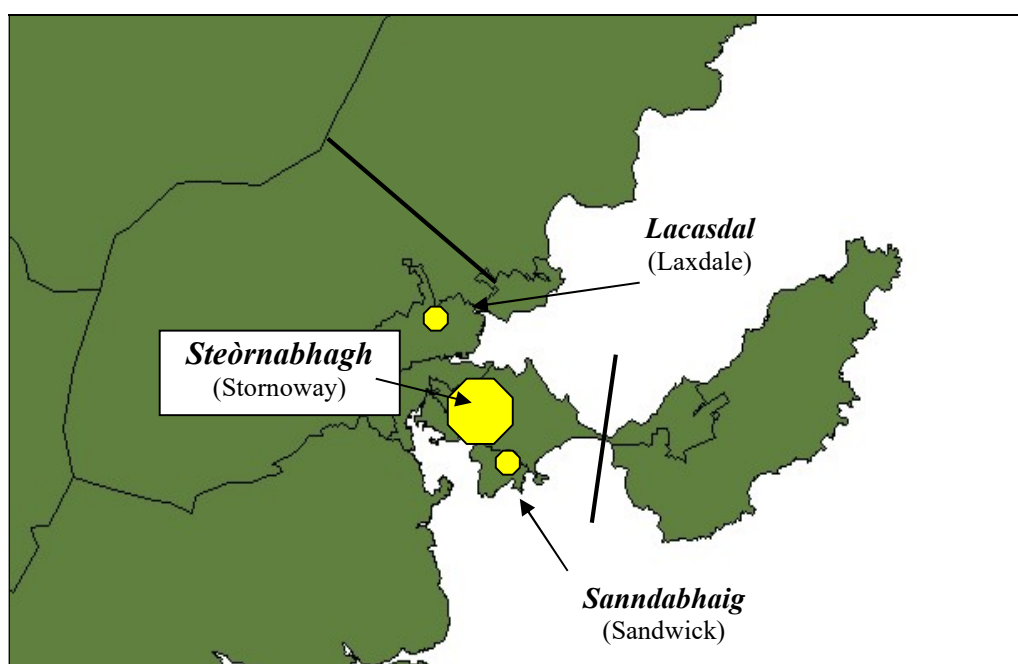 Lacasdal
(Laxdale)
Steòrnabhagh
(Stornoway)
Sanndabhaig
(Sandwick)